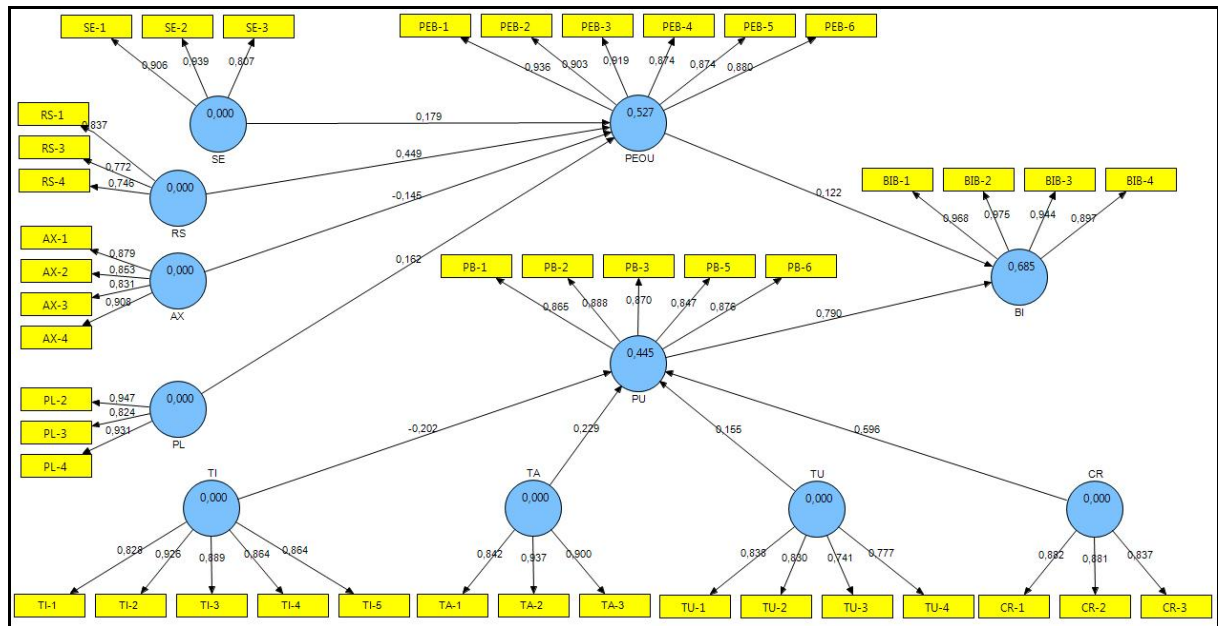 SE-1 SE-2 SE-3
PEB-1 PEB-2 PEB-3 PEB-4 PEB-5 PEB-6
0,906 0,939 0,807
0,936 0,903 0,919 0,874 0,874 0,880
RS-1
0,837
0,000
SE
0,179
0,527
PEOU
RS-3
0,772
RS-4
0,746
0,000
RS
0,449
-0,145
0,122
BIB-1 BIB-2 BIB-3 BIB-4
0,968 0,975 0,944 0,897
AX-1
0,879
AX-2
0,853
AX-3
0,831
AX-4
0,908
0,000
AX
0,162
PB-1 PB-2 PB-3 PB-5 PB-6
0,865 0,888 0,870 0,847 0,876
0,685
BI
0,790
0,445
PU
PL-2
0,947
PL-3
0,824
PL-4
0,931
0,000
PL
-0,202
0,229
0,155
0,596
TI
TA
TU
CR
0,000
0,000
0,000
0,000
0,828 0,926 0,889 0,864 0,864
0,842 0,937 0,900
0,838 0,830 0,741 0,777
0,882 0,881 0,837
TI-1 TI-2 TI-3 TI-4 TI-5
TA-1 TA-2 TA-3
TU-1 TU-2 TU-3 TU-4
CR-1 CR-2 CR-3